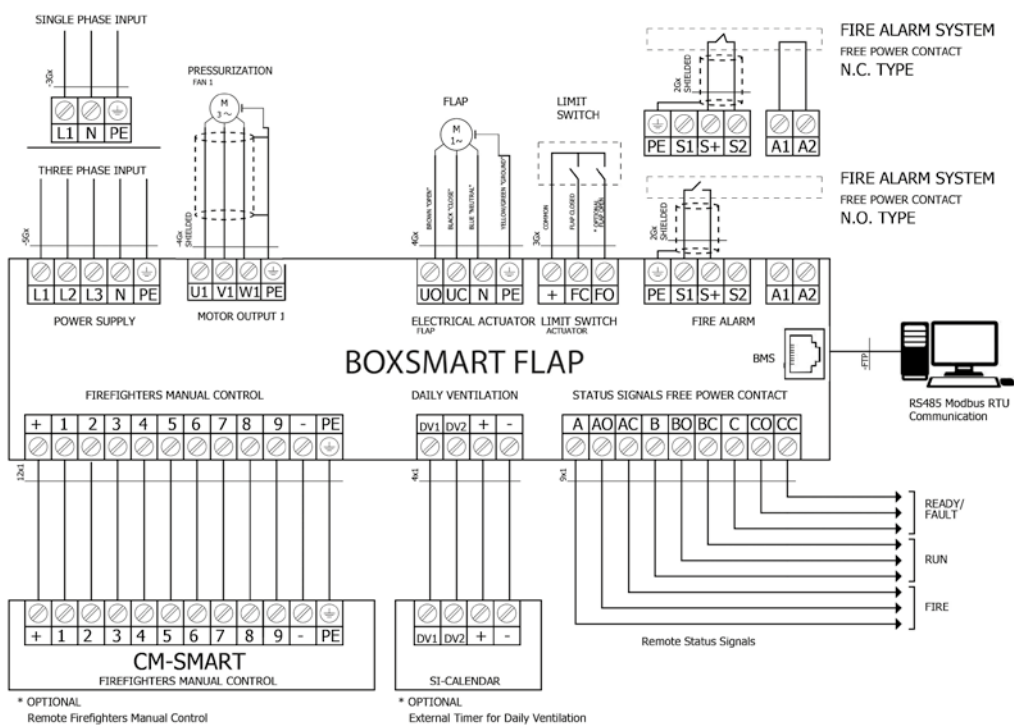 SINGLE PHASE INPUT
-3Gx
L1 N PE
THREE PHASE INPUT
-5Gx
L1 L2 L3 N PE
POWER SUPPLY
PRESSURIZATION
FAN 1
M
3~
-4Gx
SHIELDED
U1 V1 W1 PE
MOTOR OUTPUT 1
FLAP
M
1~
BROWN "OPEN"
BLACK "CLOSE"
BLUE "NEUTRAL"
YELLOW/GREEN "GROUND"
4Gx
UO UC N PE
ELECTRICAL ACTUATOR
FLAP
LIMIT
SWITCH
COMMON
FLAP CLOSED
* OPTIONAL
FLAP OPEN
3Gx
+ FC FO
LIMIT SWITCH
ACTUATOR
FIRE ALARM SYSTEM
FREE POWER CONTACT
N.C. TYPE
2Gx
SHIELDED
PE S1 S+ S2 A1 A2
FIRE ALARM SYSTEM
FREE POWER CONTACT
N.O. TYPE
2Gx
SHIELDED
PE S1 S+ S2 A1 A2
FIRE ALARM
BOXSMART FLAP
BMS
-FTP
RS485 Modbus RTU
Communication
FIREFIGHTERS MANUAL CONTROL
+ 1 2 3 4 5 6 7 8 9 - PE
12x1
DAILY VENTILATION
DV1 DV2 + -
4x1
STATUS SIGNALS FREE POWER CONTACT
A AO AC B BO BC C CO CC
9x1
READY/
FAULT
RUN
FIRE
Remote Status Signals
+ 1 2 3 4 5 6 7 8 9 - PE
CM-SMART
FIREFIGHTERS MANUAL CONTROL
* OPTIONAL
Remote Firefighters Manual Control
DV1 DV2 + -
SI-CALENDAR
* OPTIONAL
External Timer for Daily Ventilation